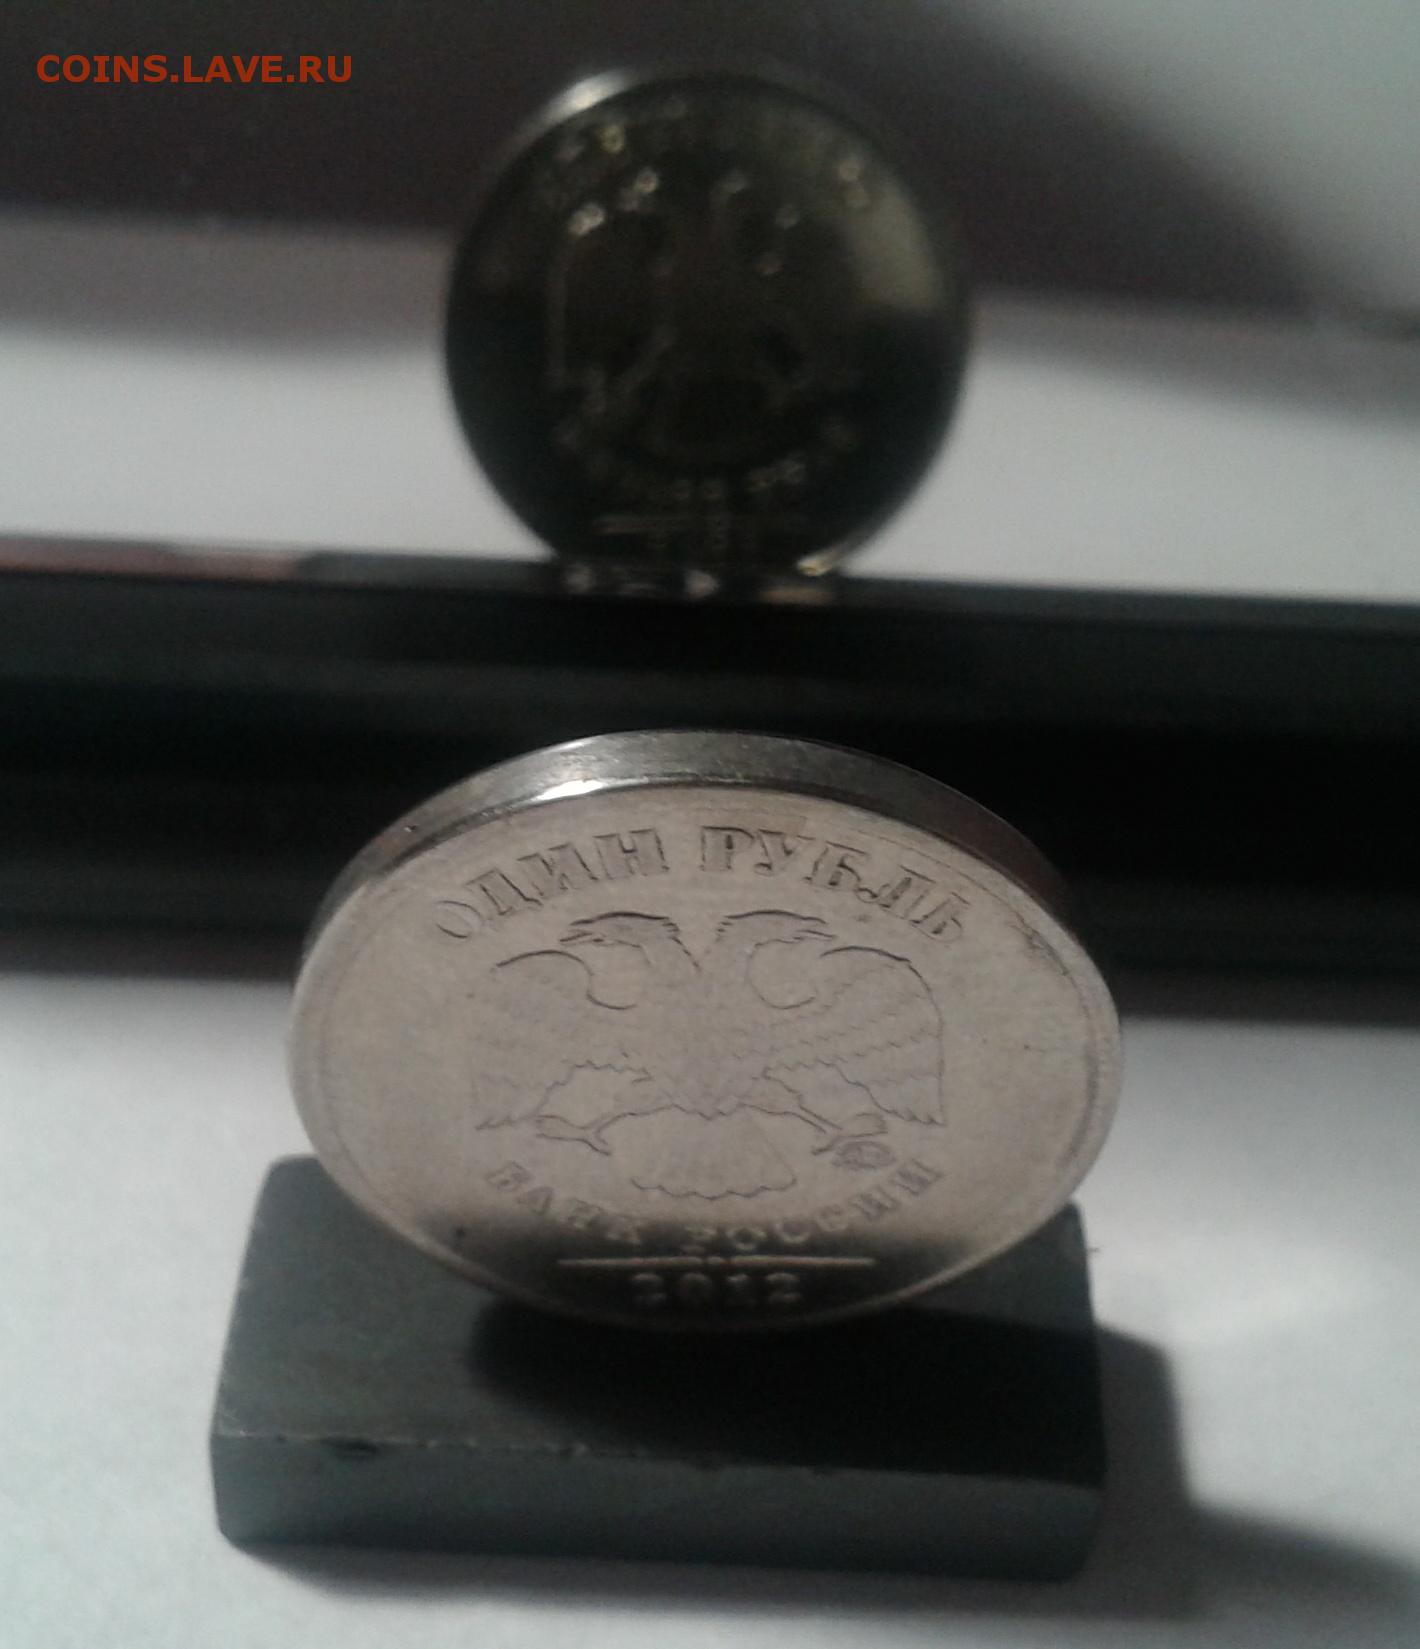 COINS.LAVE.RU
ОДИН РУБЛЬ
БАНК РОССИИ
2012